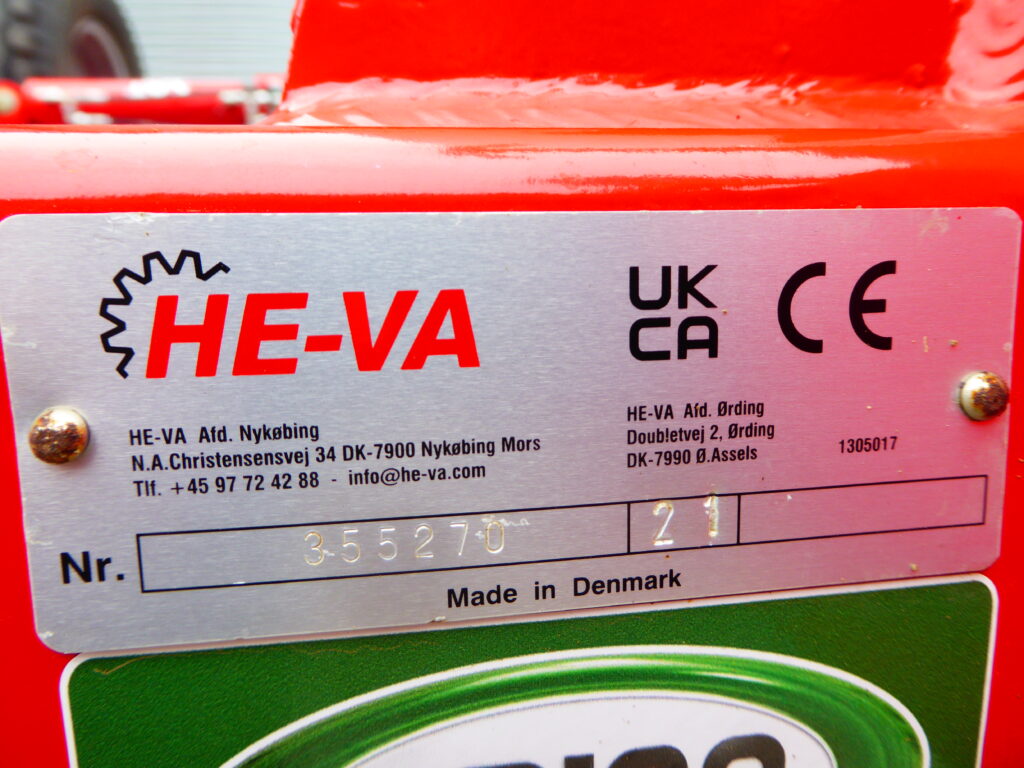 HE-VA
UK
CA
CE
HE-VA Afd. Nykøbing
N.A.Christensensvej 34 DK-7900 Nykøbing Mors
Tlf. +45 97 72 42 88 - info@he-va.com
HE-VA Afd. Ørding
Doubletvej 2, Ørding
DK-7990 Ø.Assels
1305017
Nr. 355270 21
Made in Denmark